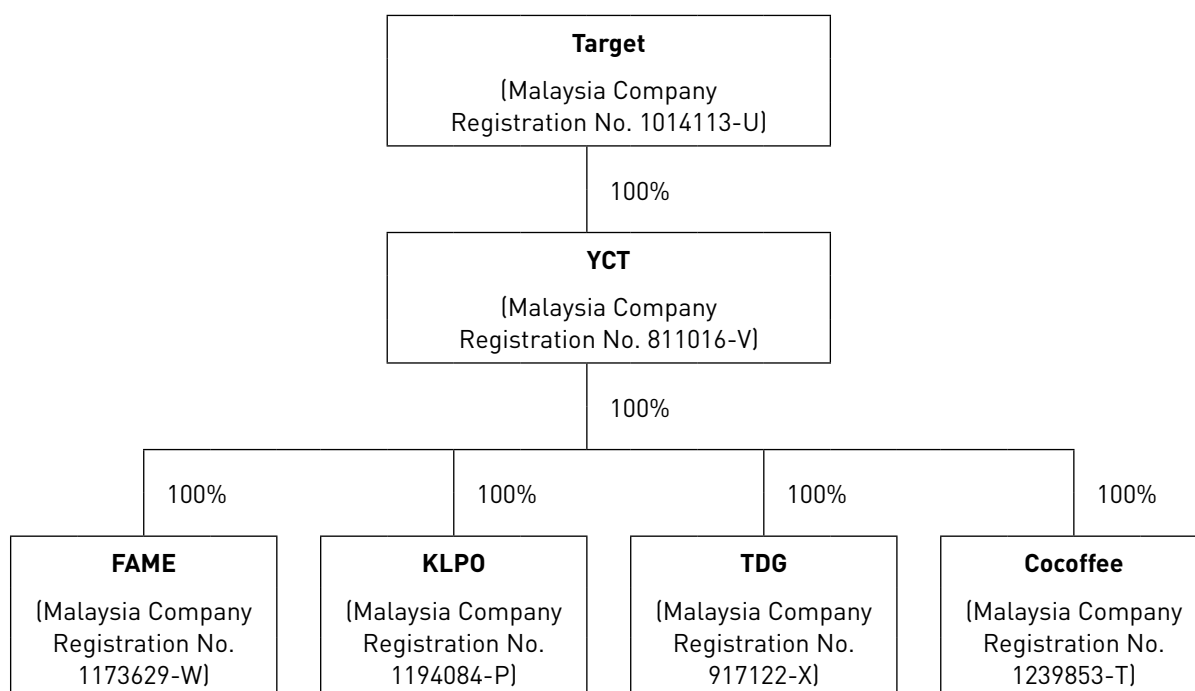 Target
(Malaysia Company
Registration No. 1014113-U)
100%
YCT
(Malaysia Company
Registration No. 811016-V)
100%
100%
100%
100%
100%
FAME
(Malaysia Company
Registration No.
1173629-W)
KLPO
(Malaysia Company
Registration No.
1194084-P)
TDG
(Malaysia Company
Registration No.
917122-X)
Cocoffee
(Malaysia Company
Registration No.
1239853-T)